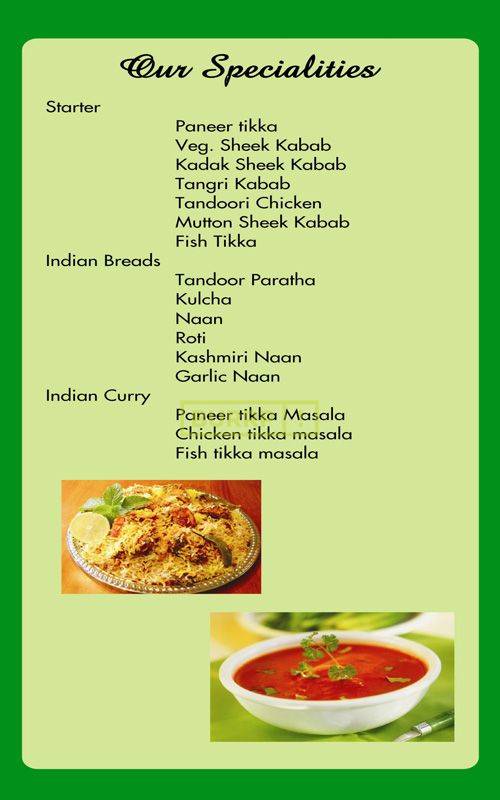 Our Specialities
Starter
Paneer tikka
Veg. Sheek Kabab
Kadak Sheek Kabab
Tangri Kabab
Tandoori Chicken
Mutton Sheek Kabab
Fish Tikka
Indian Breads
Tandoor Paratha
Kulcha
Naan
Roti
Kashmiri Naan
Garlic Naan
Indian Curry
Paneer tikka Masala
Chicken tikka masala
Fish tikka masala